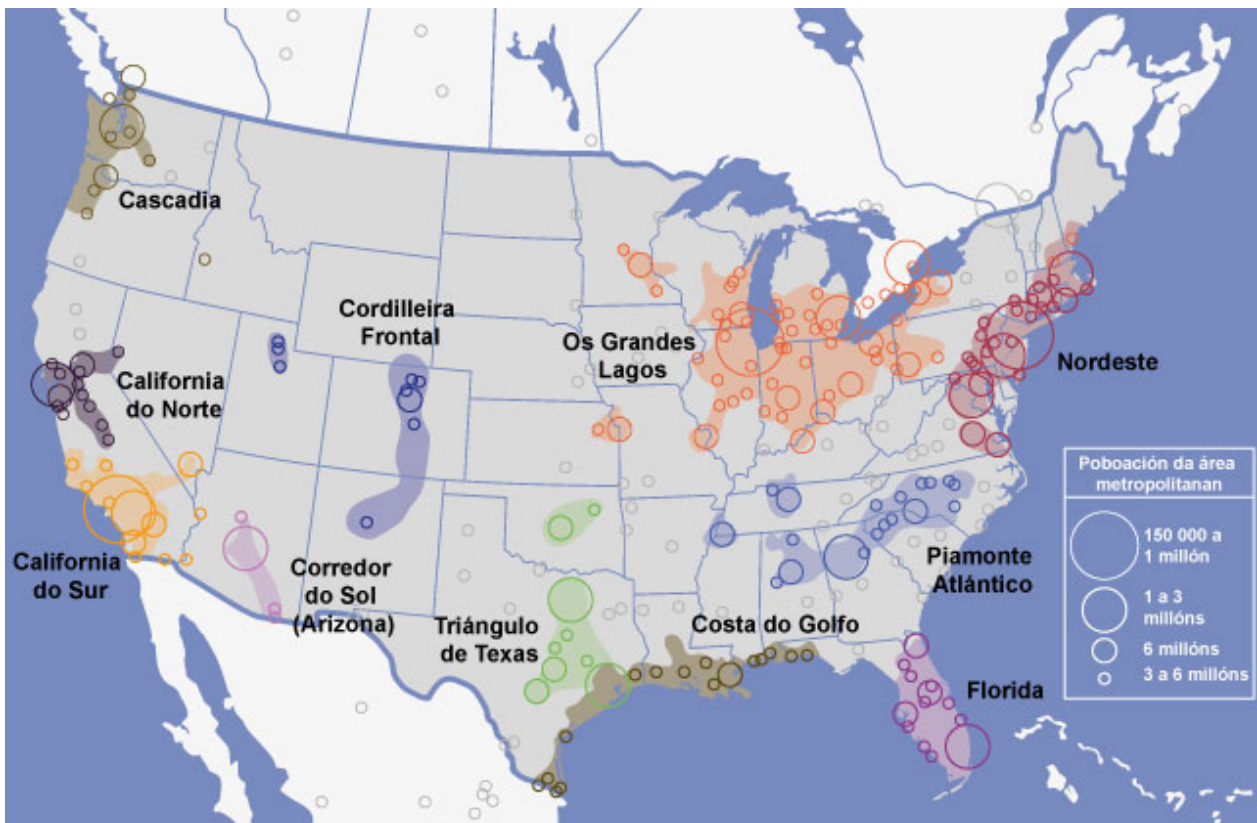 Cascadia
Cordilleira
Frontal
Os Grandes
Lagos
Nordeste
California
do Norte
Poboación da área
metropolitanan
150 000 a
1 millón
1 a 3
millóns
6 millóns
3 a 6 millóns
California
do Sur
Corredor
do Sol
(Arizona)
Triángulo
de Texas
Costa do Golfo
Piamonte
Atlántico
Florida